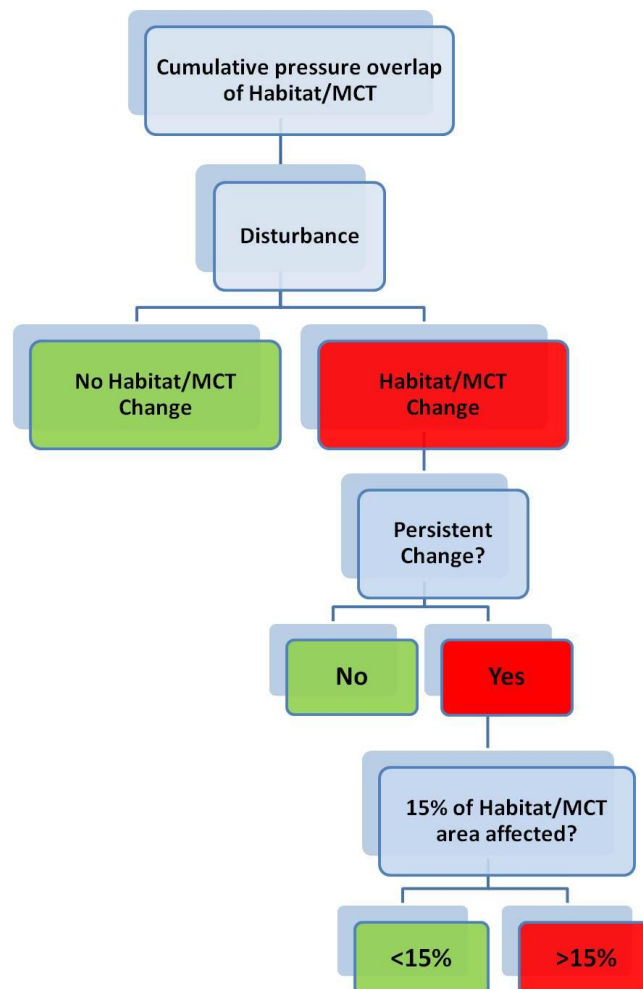 Cumulative pressure overlap
of Habitat/MCT
Disturbance
No Habitat/MCT
Change
Habitat/MCT
Change
Persistent
Change?
No
Yes
15% of Habitat/MCT
area affected?
<15%
>15%